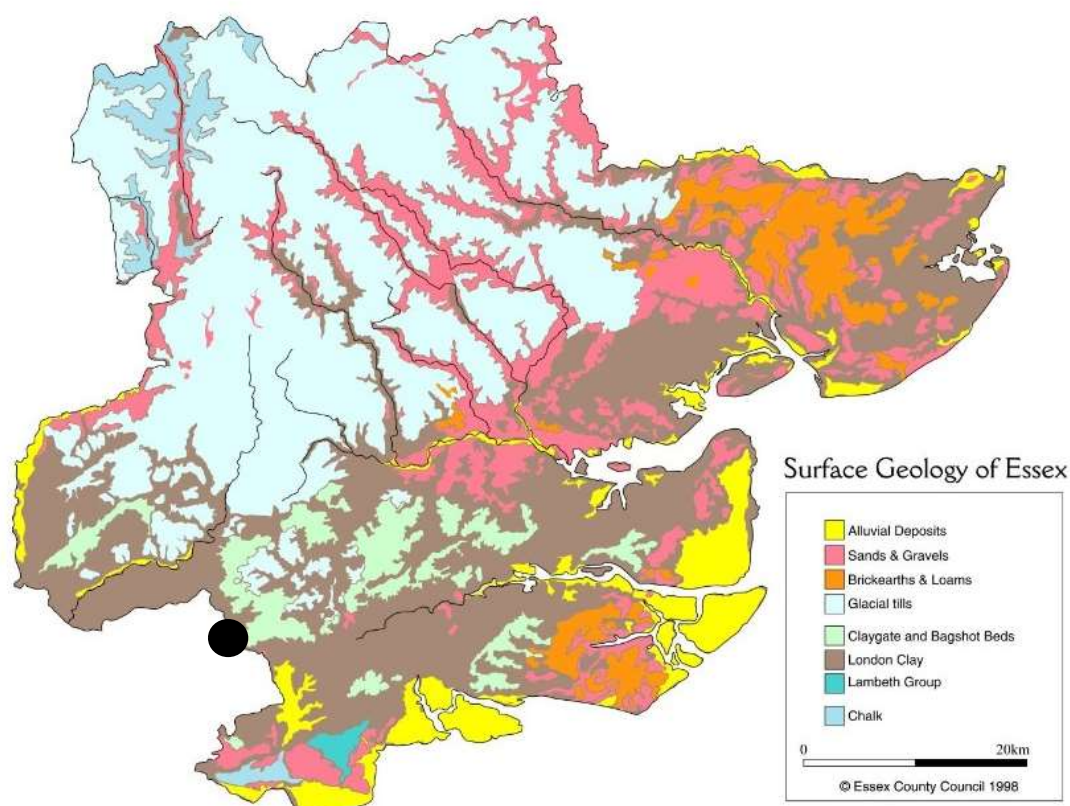 Surface Geology of Essex
Alluvial Deposits
Sands & Gravels
Brickearths & Loams
Glacial tills
Claygate and Bagshot Beds
London Clay
Lambeth Group
Chalk
0 20km
© Essex County Council 1998